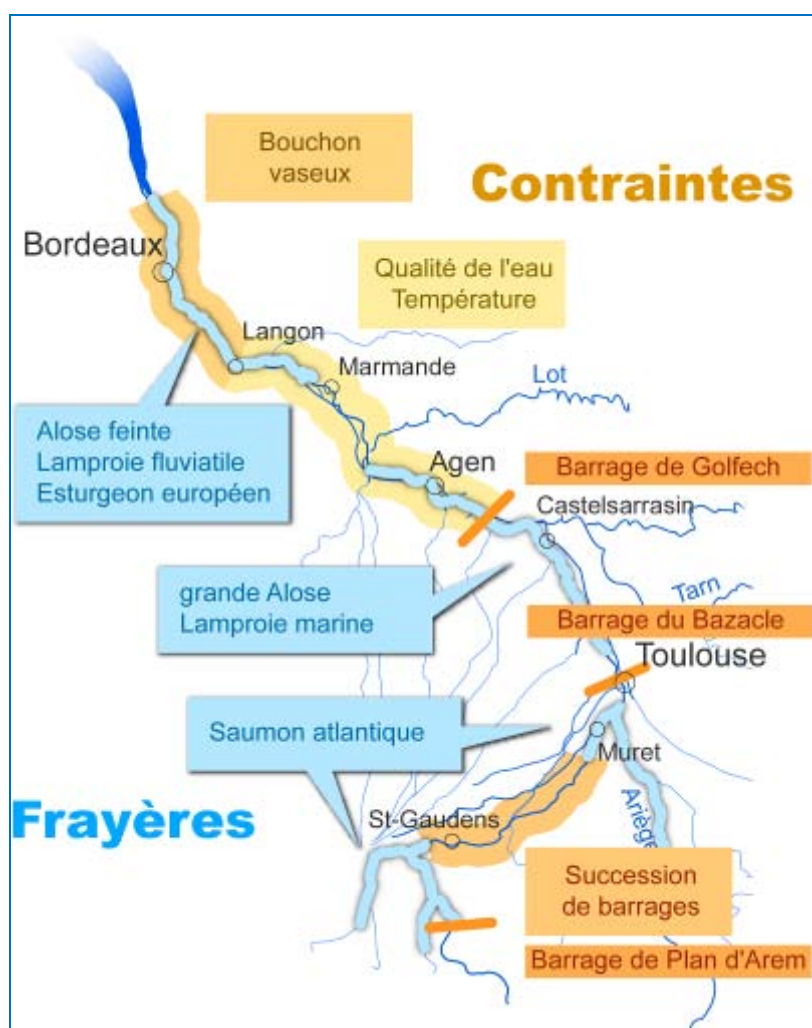 Bouchon
vaseux
Contraintes
Bordeaux
Qualité de l'eau
Température
Langon
Marmande
Lot
Alose feinte
Lamproie fluviatile
Esturgeon européen
Agen
Barrage de Golfech
Castelsarrasin
grande Alose
Lamproie marine
Tarn
Barrage du Bazacle
Toulouse
Saumon atlantique
Muret
Frayères
St-Gaudens
Ariège
Succession
de barrages
Barrage de Plan d'Arem